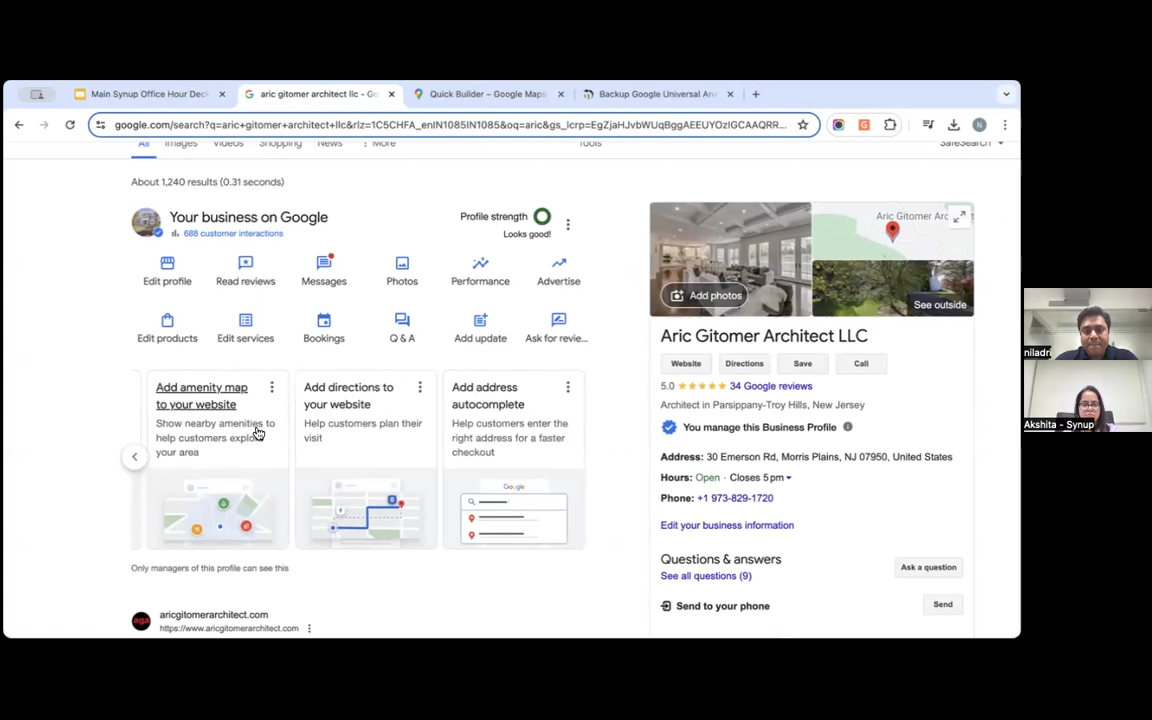 Main Synup Office Hour Deck
aric gitomer architect llc - Go
Quick Builder – Google Maps
Backup Google Universal Ana
google.com/search?q=aric+gitomer+architect+llc&rlz=1C5CHFA_enIN1085IN1085&oq=aric&gs_lcrp=EgZjaHJvbWUqBggAEEUYOzIGCAAQRR...
N
All
Images
Videos
Shopping
News
More
Tools
SafeSearch
About 1,240 results (0.31 seconds)
Your business on Google
688 customer interactions
Profile strength
Looks good!
Edit profile
Read reviews
Messages
Photos
Performance
Advertise
Edit products
Edit services
Bookings
Q & A
Add update
Ask for revie...
Add amenity map
to your website
Show nearby amenities to
help customers explo
your area
Add directions to
your website
Help customers plan their
visit
Add address
autocomplete
Help customers enter the
right address for a faster
checkout
Google
Only managers of this profile can see this
aga
aricgitomerarchitect.com
https://www.aricgitomerarchitect.com
Add photos
Aric Gitomer Arc
See outside
Aric Gitomer Architect LLC
Website
Directions
Save
Call
5.0
34 Google reviews
Architect in Parsippany-Troy Hills, New Jersey
You manage this Business Profile
Address: 30 Emerson Rd, Morris Plains, NJ 07950, United States
Hours: Open · Closes 5 pm
Phone: +1 973-829-1720
Edit your business information
Questions & answers
See all questions (9)
Ask a question
Send to your phone
Send
niladri
Akshita - Synup